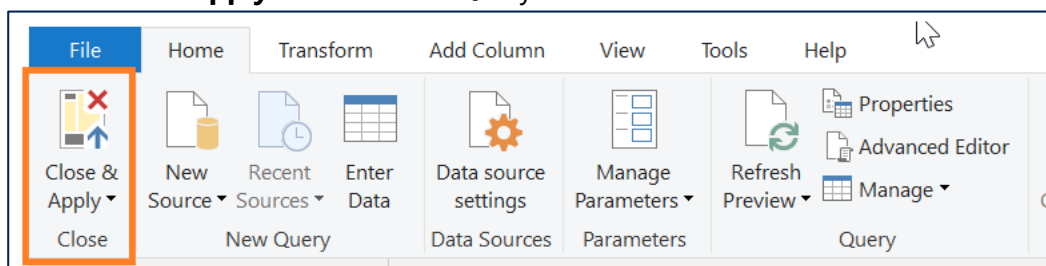 Apply
File Home Transform Add Column View Tools Help
Properties
Advanced Editor
Manage
Close & Apply
New Source
Recent Sources
Enter Data
Data source settings
Manage Parameters
Refresh Preview
Close New Query Data Sources Parameters Query